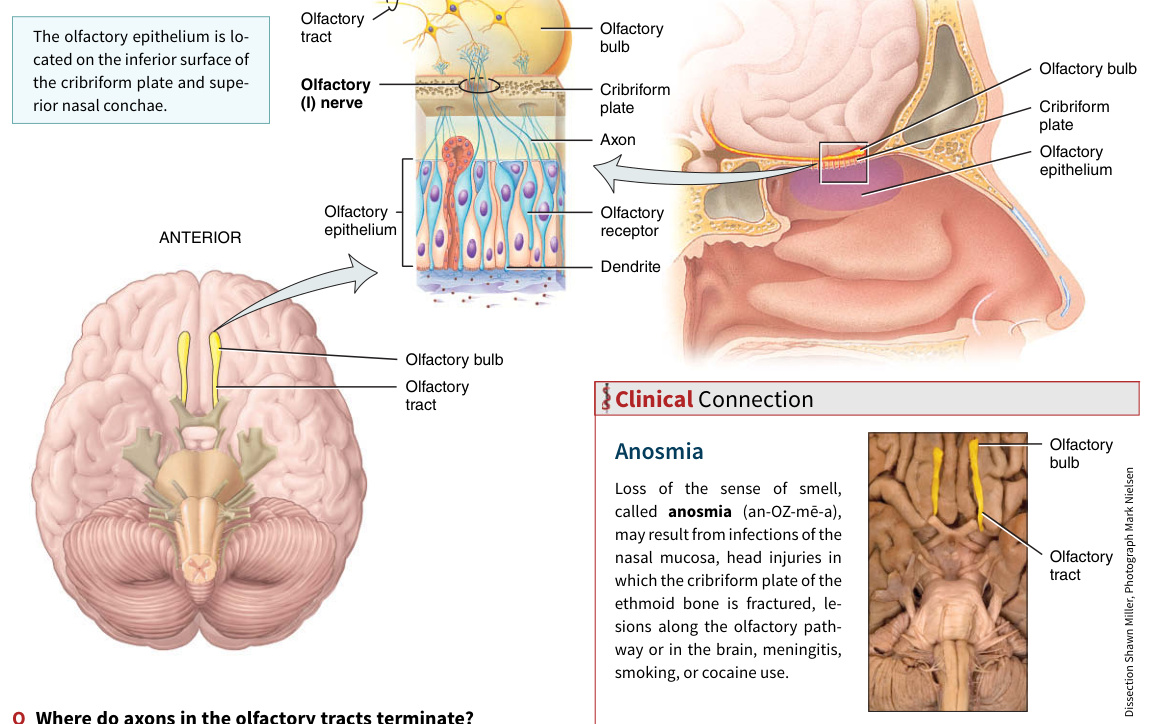 The olfactory epithelium is lo-
cated on the inferior surface of
the cribriform plate and supe-
rior nasal conchae.
Olfactory
tract
Olfactory
(I) nerve
Olfactory
bulb
Cribriform
plate
Axon
Olfactory
epithelium
Olfactory
receptor
Dendrite
Olfactory bulb
Cribriform
plate
Olfactory
epithelium
ANTERIOR
Olfactory bulb
Olfactory
tract
Clinical Connection
Anosmia
Loss of the sense of smell,
called anosmia (an-OZ-mē-a),
may result from infections of the
nasal mucosa, head injuries in
which the cribriform plate of the
ethmoid bone is fractured, le-
sions along the olfactory path-
way or in the brain, meningitis,
smoking, or cocaine use.
Olfactory
bulb
Olfactory
tract
Dissection Shawn Miller, Photograph Mark Nielsen
Q Where do axons in the olfactory tracts terminate?